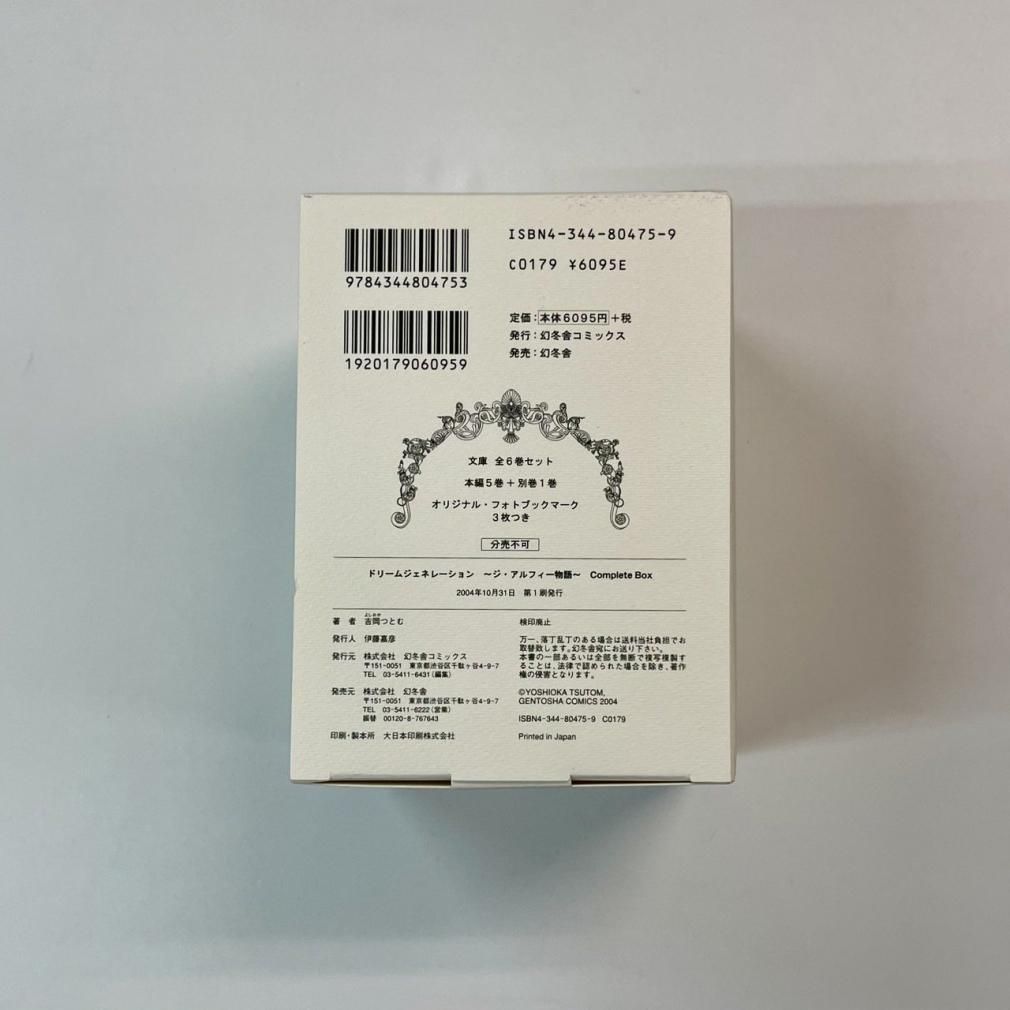 ISBN4-344-80475-9
C0179 ¥6095E
9784344804753
1920179060959
定価：本体6095円＋税
発行：幻冬舎コミックス
発売：幻冬舎
文庫 全6巻セット
本編5巻＋別巻1巻
オリジナル・フォトブックマーク
3枚つき
分売不可
ドリームジェネレーション ～ジ・アルフィー物語～ Complete Box
2004年10月31日 第1刷発行
著 者 吉岡つとむ
よしおか
発行人 伊藤嘉彦
発行元 株式会社 幻冬舎コミックス
〒151-0051 東京都渋谷区千駄ヶ谷4-9-7
TEL 03-5411-6431（編集）
発売元 株式会社 幻冬舎
〒151-0051 東京都渋谷区千駄ヶ谷4-9-7
TEL 03-5411-6222（営業）
振替 00120-8-767643
印刷・製本所 大日本印刷株式会社
検印廃止
万一、落丁乱丁のある場合は送料当社負担でお
取替致します。幻冬舎宛にお送り下さい。
本書の一部あるいは全部を無断で複写複製す
ることは、法律で認められた場合を除き、著作
権の侵害となります。
©YOSHIOKA TSUTOM,
GENTOSHA COMICS 2004
ISBN4-344-80475-9 C0179
Printed in Japan